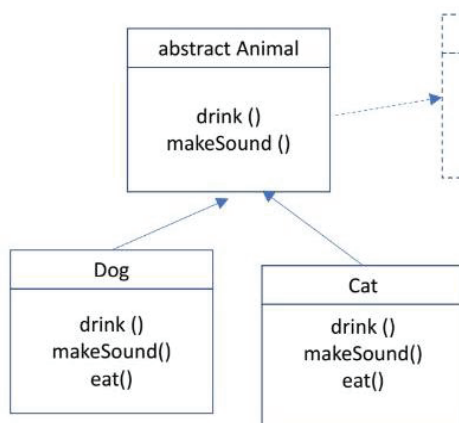 abstract Animal
drink ()
makeSound ()
Dog
drink ()
makeSound()
eat()
Cat
drink ()
makeSound()
eat()